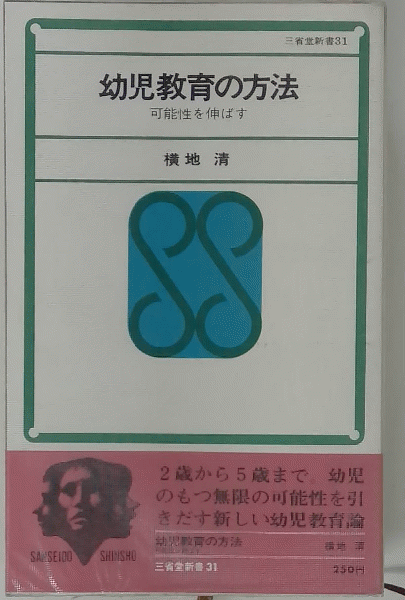 三省堂新書31
幼児教育の方法
可能性を伸ばす
横地 清
SS
2歳から5歳まで。幼児
のもつ無限の可能性を引
きだす新しい幼児教育論
SANSEIDO SHINSHO
幼児教育の方法
横地 清
三省堂新書31
250円